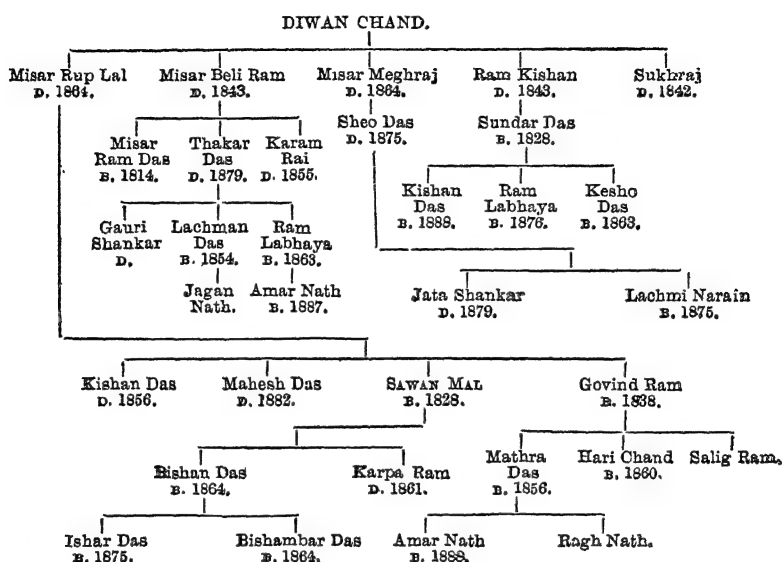 DIWAN CHAND.
Misar Rup Lal Misar Beli Ram Misar Meghraj Ram Kishan Sukhraj
D. 1864. D. 1843. D. 1864. D. 1843. D. 1842.
Sheo Das Sundar Das
D. 1875. B. 1828.
Misar Thakar Karam
Ram Das Das Rai
B. 1814. D. 1879. D. 1855.
Kishan Ram Kesho
Das Labhaya Das
B. 1888. B. 1876. B. 1863.
Gauri Lachman Ram
Shankar Das Labhaya
D. B. 1854. B. 1863.
Jagan Amar Nath
Nath. B. 1887.
Jata Shankar Lachmi Narain
D. 1879. B. 1875.
Kishan Das Mahesh Das SAWAN MAL Govind Ram
D. 1856. D. 1882. B. 1828. B. 1838.
Bishan Das Karpa Ram
B. 1864. D. 1861.
Mathra Hari Chand Salig Ram.
Das B. 1860.
B. 1856.
Ishar Das Bishambar Das Amar Nath Ragh Nath.
B. 1875. B. 1864. B. 1888.